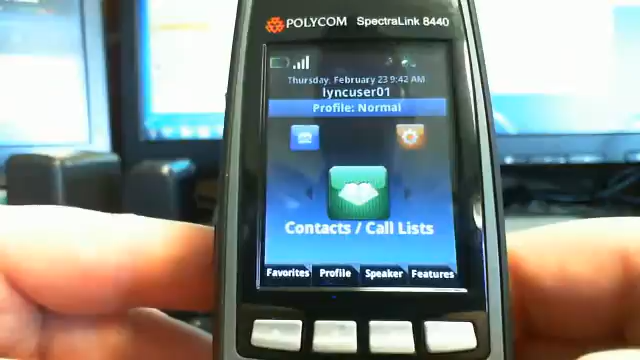 POLYCOM SpectraLink 8440
Thursday, February 23 9:42 AM
lyncuser01
Profile: Normal
Contacts / Call Lists
Favorites Profile Speaker Features